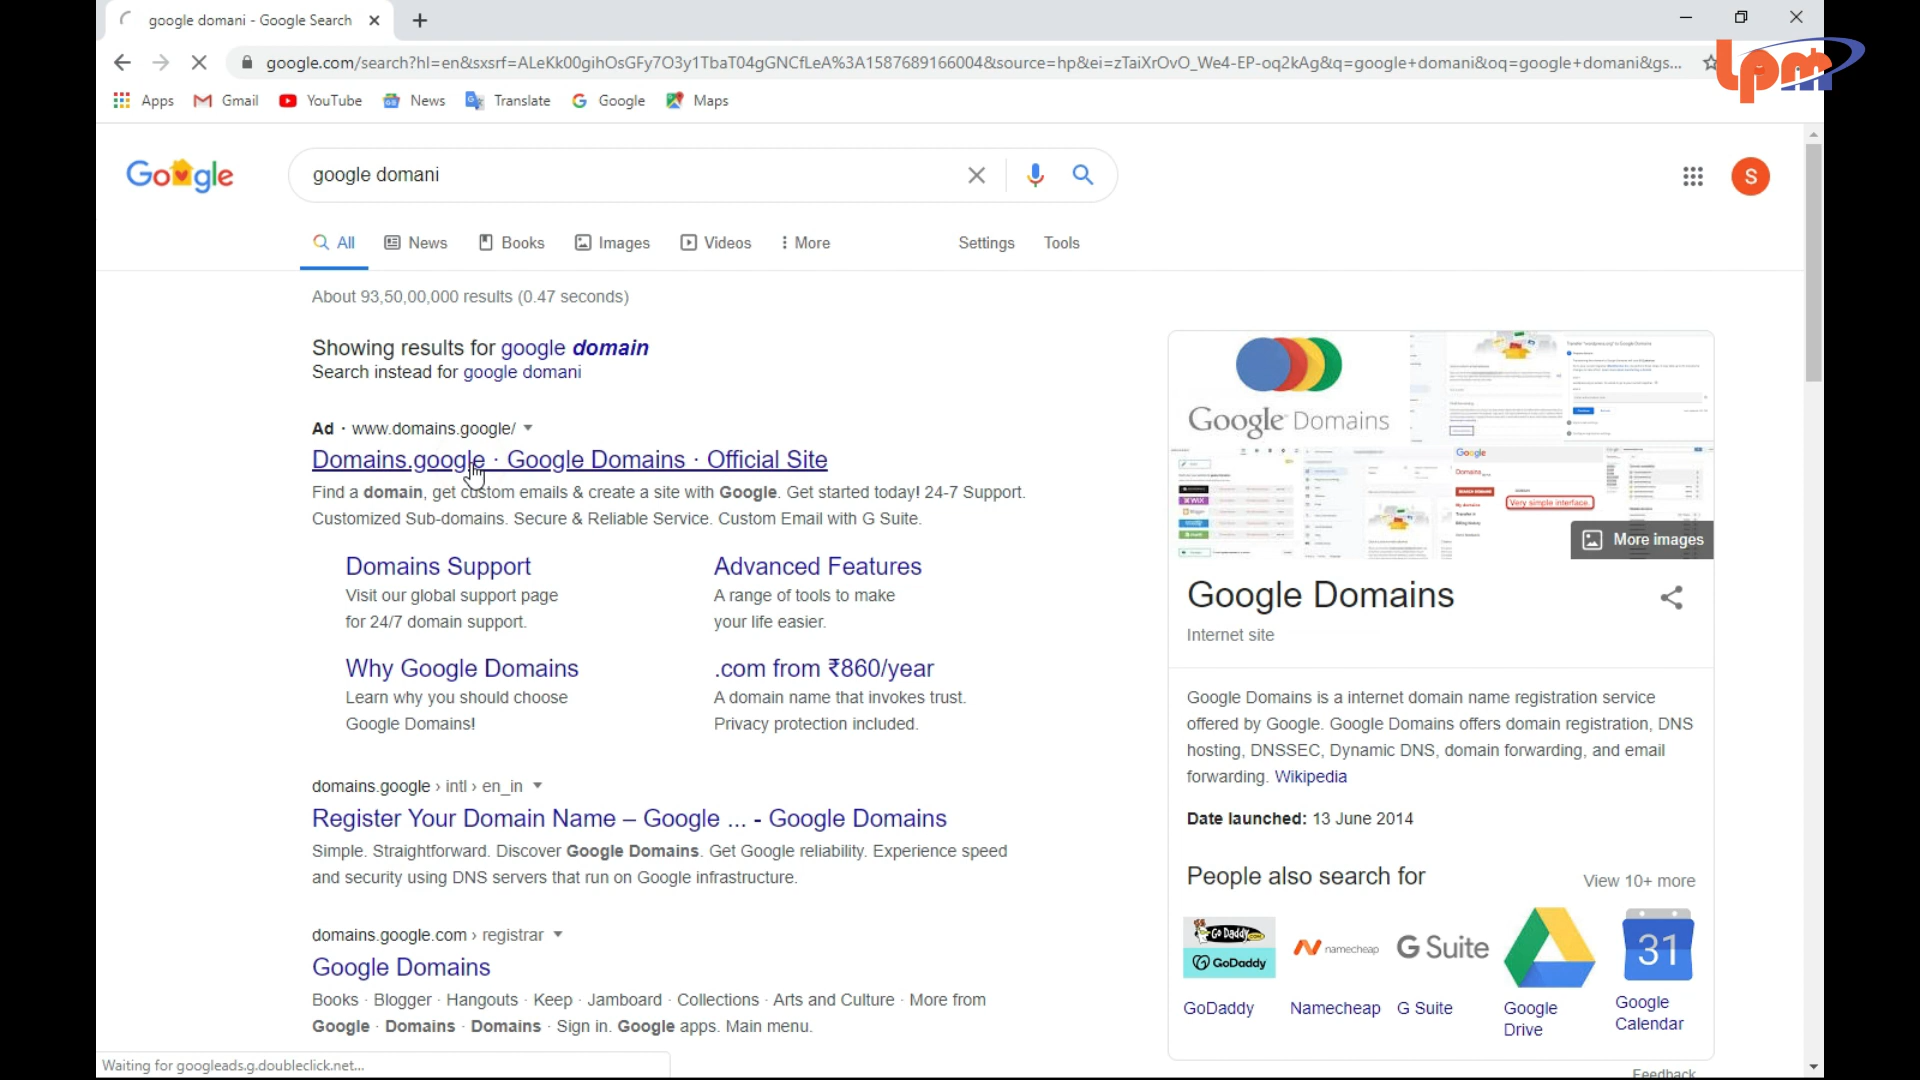 google domani - Google Search
google.com/search?hl=en&sxsrf=ALeKk00gihOsGFy7O3y1TbaT04gGNCfLeA%3A1587689166004&source=hp&ei=zTaiXrOvO_We4-EP-oq2kAg&q=google+domani&oq=google+domani&gs...
lpm
Apps Gmail YouTube News Translate Google Maps
Google
google domani
S
All News Books Images Videos More Settings Tools
About 93,50,00,000 results (0.47 seconds)
Showing results for google domain
Search instead for google domani
Ad · www.domains.google/
Domains.google · Google Domains · Official Site
Find a domain, get custom emails & create a site with Google. Get started today! 24-7 Support.
Customized Sub-domains. Secure & Reliable Service. Custom Email with G Suite.
Domains Support
Visit our global support page
for 24/7 domain support.
Advanced Features
A range of tools to make
your life easier.
Why Google Domains
Learn why you should choose
Google Domains!
.com from ₹860/year
A domain name that invokes trust.
Privacy protection included.
domains.google › intl › en_in
Register Your Domain Name – Google ... - Google Domains
Simple. Straightforward. Discover Google Domains. Get Google reliability. Experience speed
and security using DNS servers that run on Google infrastructure.
domains.google.com › registrar
Google Domains
Books · Blogger · Hangouts · Keep · Jamboard · Collections · Arts and Culture · More from
Google · Domains · Domains · Sign in. Google apps. Main menu.
Waiting for googleads.g.doubleclick.net...
Google Domains
Google
Domains
Very simple interface.
More images
Google Domains
Internet site
Google Domains is a internet domain name registration service
offered by Google. Google Domains offers domain registration, DNS
hosting, DNSSEC, Dynamic DNS, domain forwarding, and email
forwarding. Wikipedia
Date launched: 13 June 2014
People also search for
View 10+ more
Go Daddy
GoDaddy
namecheap
G Suite
31
GoDaddy
Namecheap
G Suite
Google
Drive
Google
Calendar
Feedback